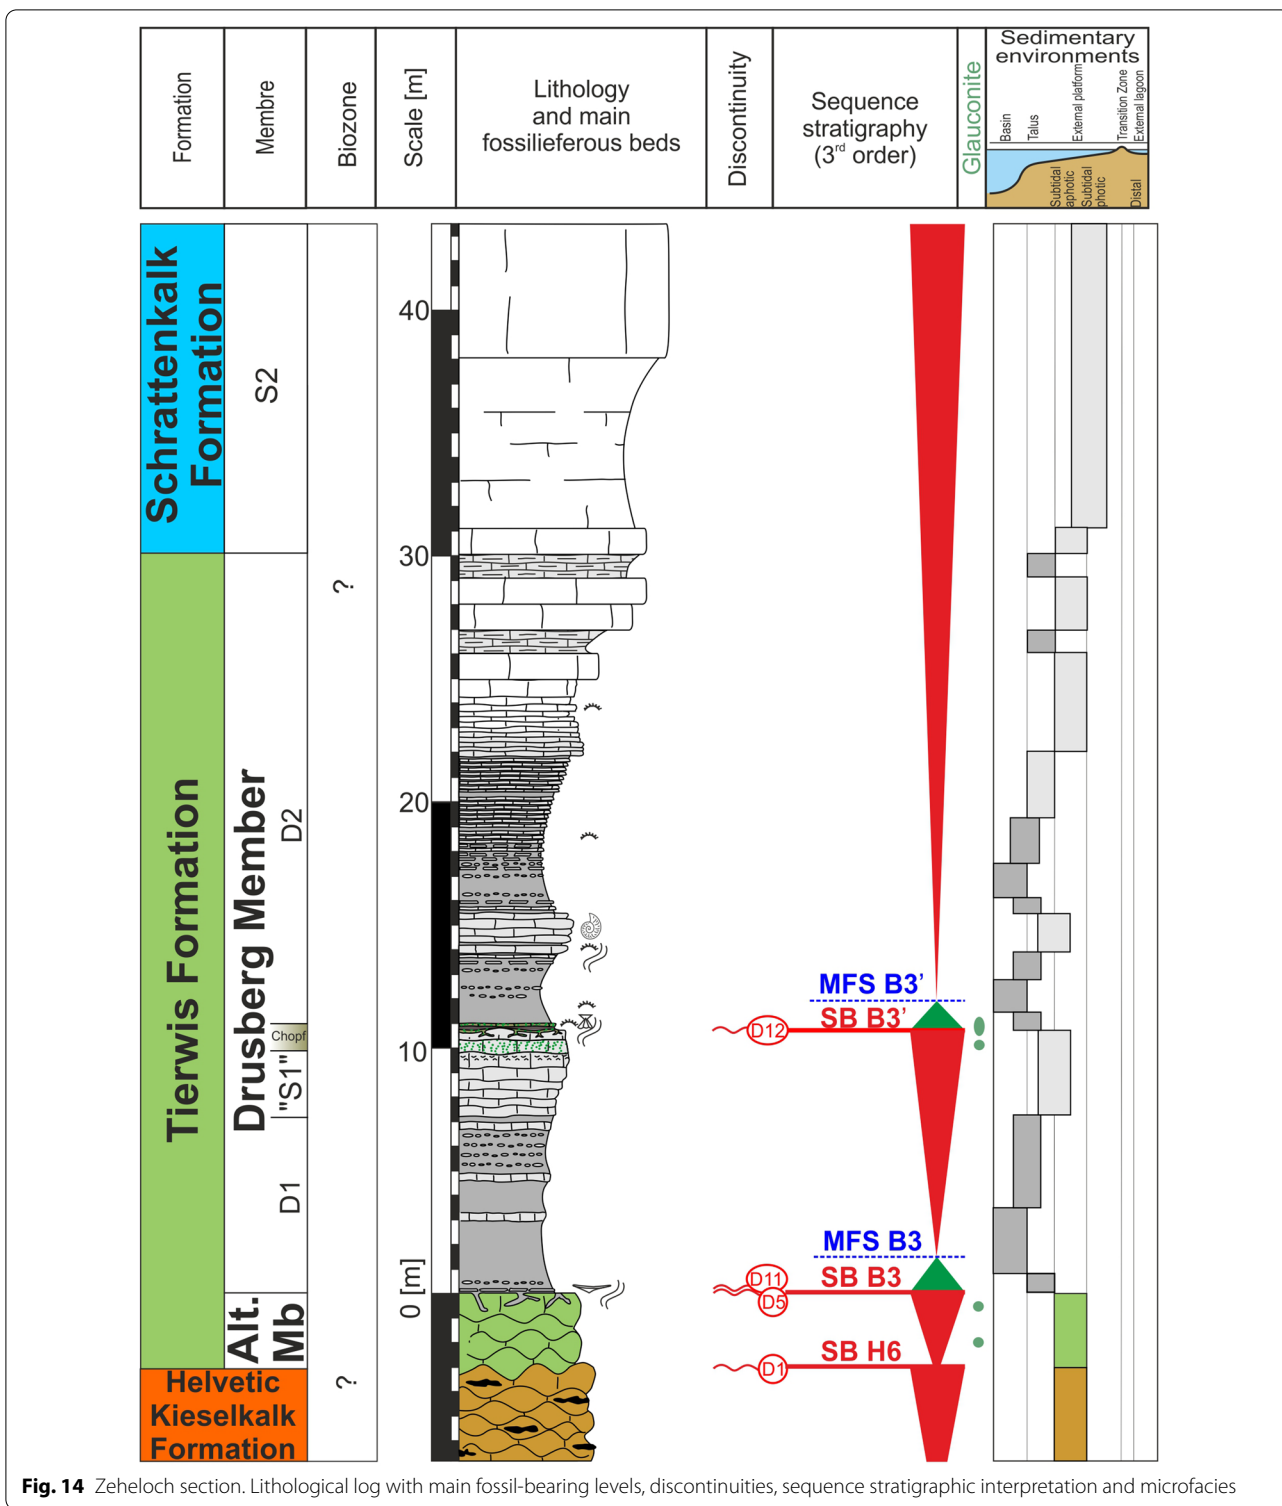 Formation
Membre
Biozone
Scale [m]
Lithology
and main
fossilieferous beds
Discontinuity
Sequence
stratigraphy
(3rd order)
Glauconite
Sedimentary
environments
Basin
Talus
External platform
Transition Zone
External lagoon
Subtidal
aphotic
Subtidal
photic
Distal
Schrattenkalk
Formation
S2
40
30
?
Tierwis Formation
Drusberg Member
D2
20
MFS B3’
SB B3’
D12
Chopf
10
"S1"
D1
MFS B3
D11
SB B3
D5
0 [m]
Alt.
Mb
SB H6
D1
Helvetic
Kieselkalk
Formation
?
Fig. 14 Zeheloch section. Lithological log with main fossil-bearing levels, discontinuities, sequence stratigraphic interpretation and microfacies